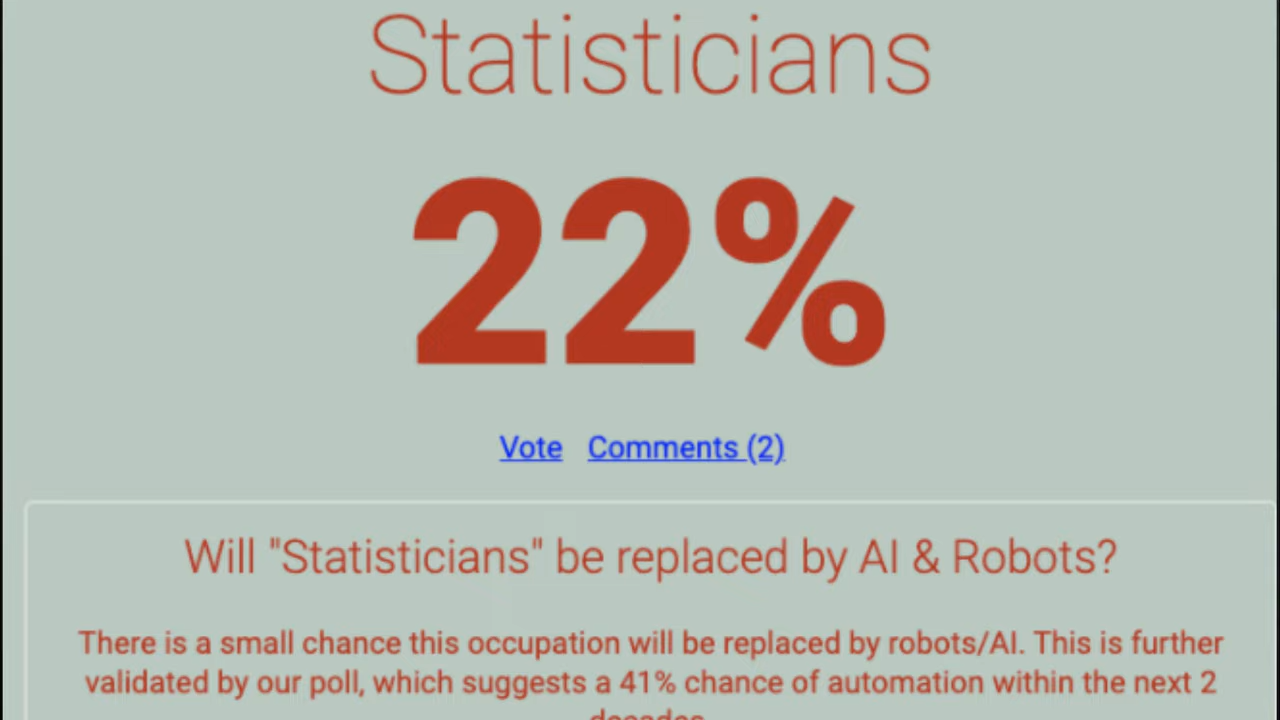 Statisticians
22%
Vote Comments (2)
Will "Statisticians" be replaced by AI & Robots?
There is a small chance this occupation will be replaced by robots/AI. This is further
validated by our poll, which suggests a 41% chance of automation within the next 2
decades.